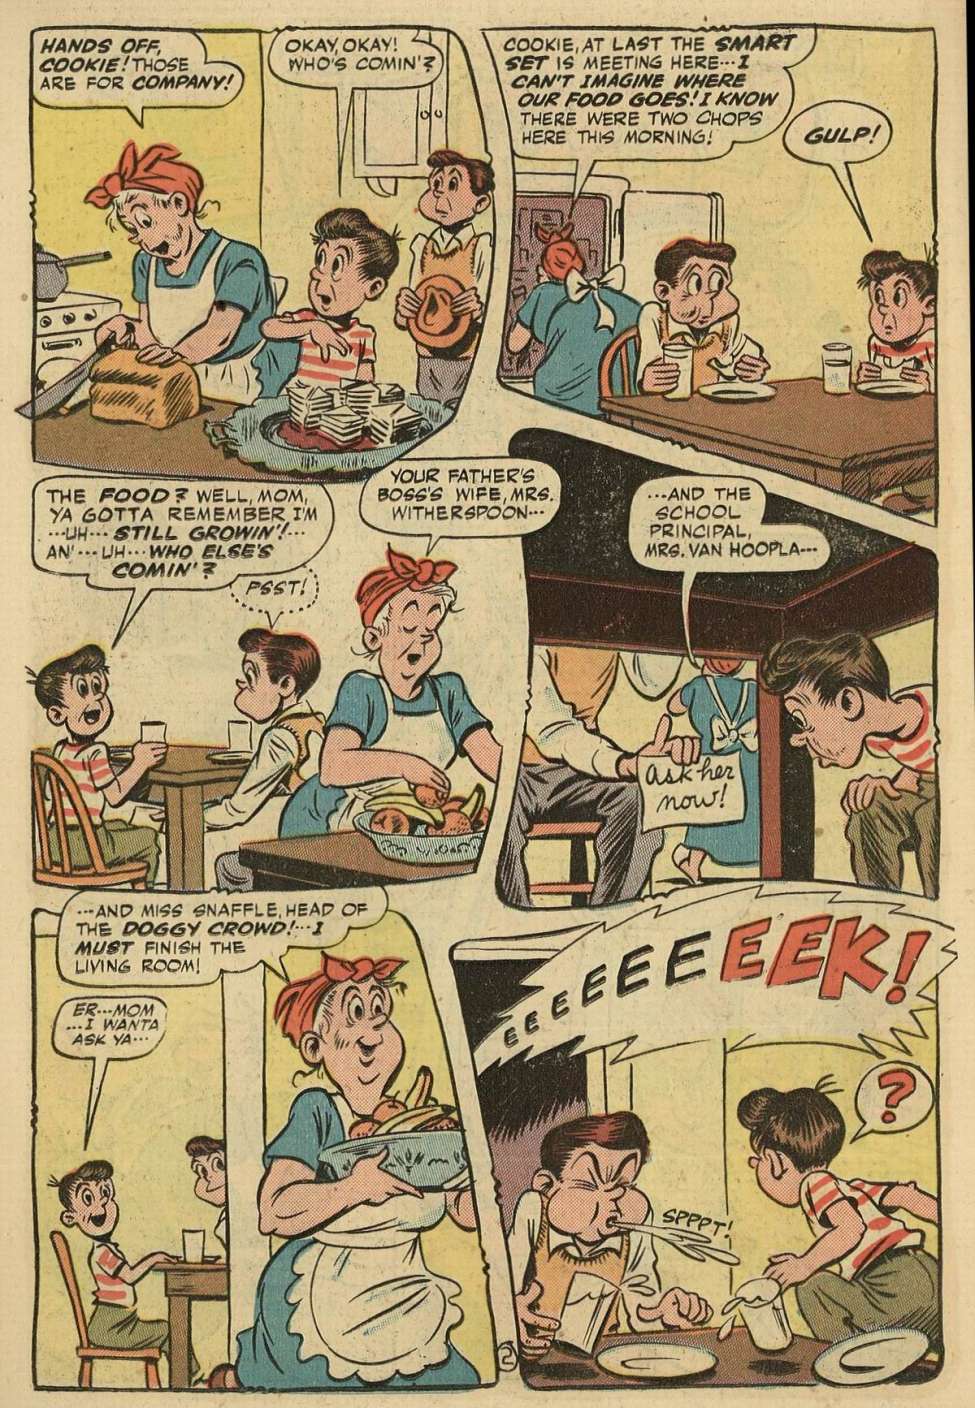 HANDS OFF,
COOKIE! THOSE
ARE FOR COMPANY!
OKAY, OKAY!
WHO'S COMIN'?
COOKIE, AT LAST THE SMART
SET IS MEETING HERE---I
CAN'T IMAGINE WHERE
OUR FOOD GOES! I KNOW
THERE WERE TWO CHOPS
HERE THIS MORNING!
GULP!
THE FOOD? WELL, MOM,
YA GOTTA REMEMBER I'M
---UH--- STILL GROWIN'!---
AN'---UH--- WHO ELSE'S
COMIN'?
PSST!
YOUR FATHER'S
BOSS'S WIFE, MRS.
WITHERSPOON---
---AND THE
SCHOOL
PRINCIPAL,
MRS. VAN HOOPLA---
Ask her
now!
---AND MISS SNAFFLE, HEAD OF
THE DOGGY CROWD!---I
MUST FINISH THE
LIVING ROOM!
ER---MOM
---I WANTA
ASK YA---
EEEEEEEEEK!
?
SPPPT!
2